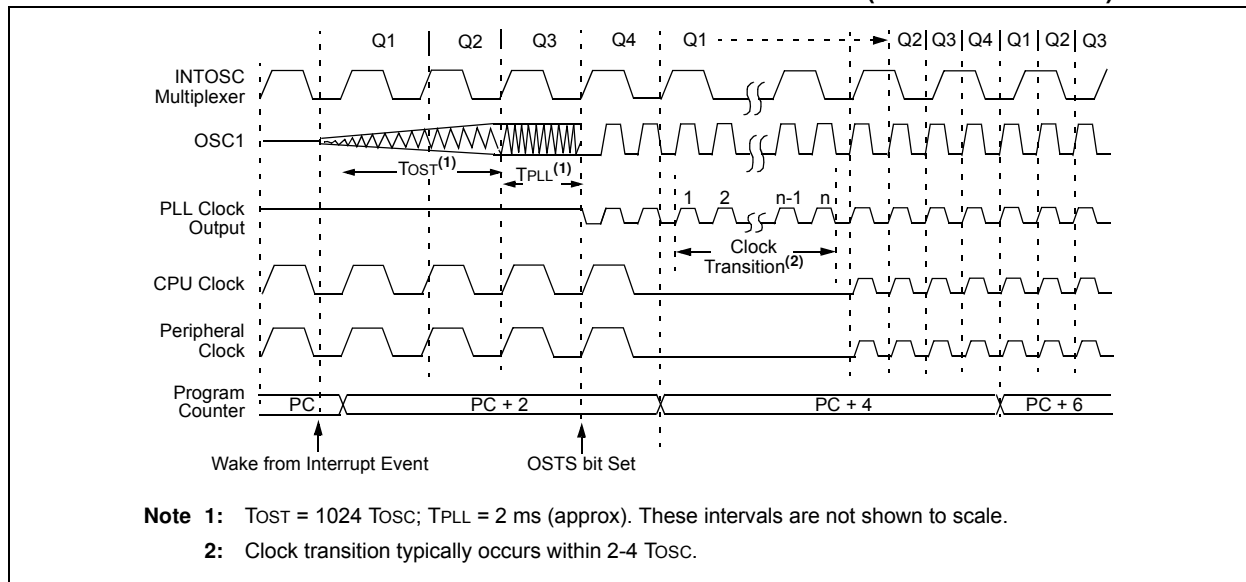 Q1 Q2 Q3 Q4 Q1 Q2 Q3 Q4 Q1 Q2 Q3
INTOSC
Multiplexer
OSC1
TOST(1)
TPLL(1)
1 2 n-1 n
PLL Clock
Output
Clock
Transition(2)
CPU Clock
Peripheral
Clock
Program
Counter
PC PC + 2 PC + 4 PC + 6
Wake from Interrupt Event OSTS bit Set
Note 1: TOST = 1024 TOSC; TPLL = 2 ms (approx). These intervals are not shown to scale.
2: Clock transition typically occurs within 2-4 TOSC.